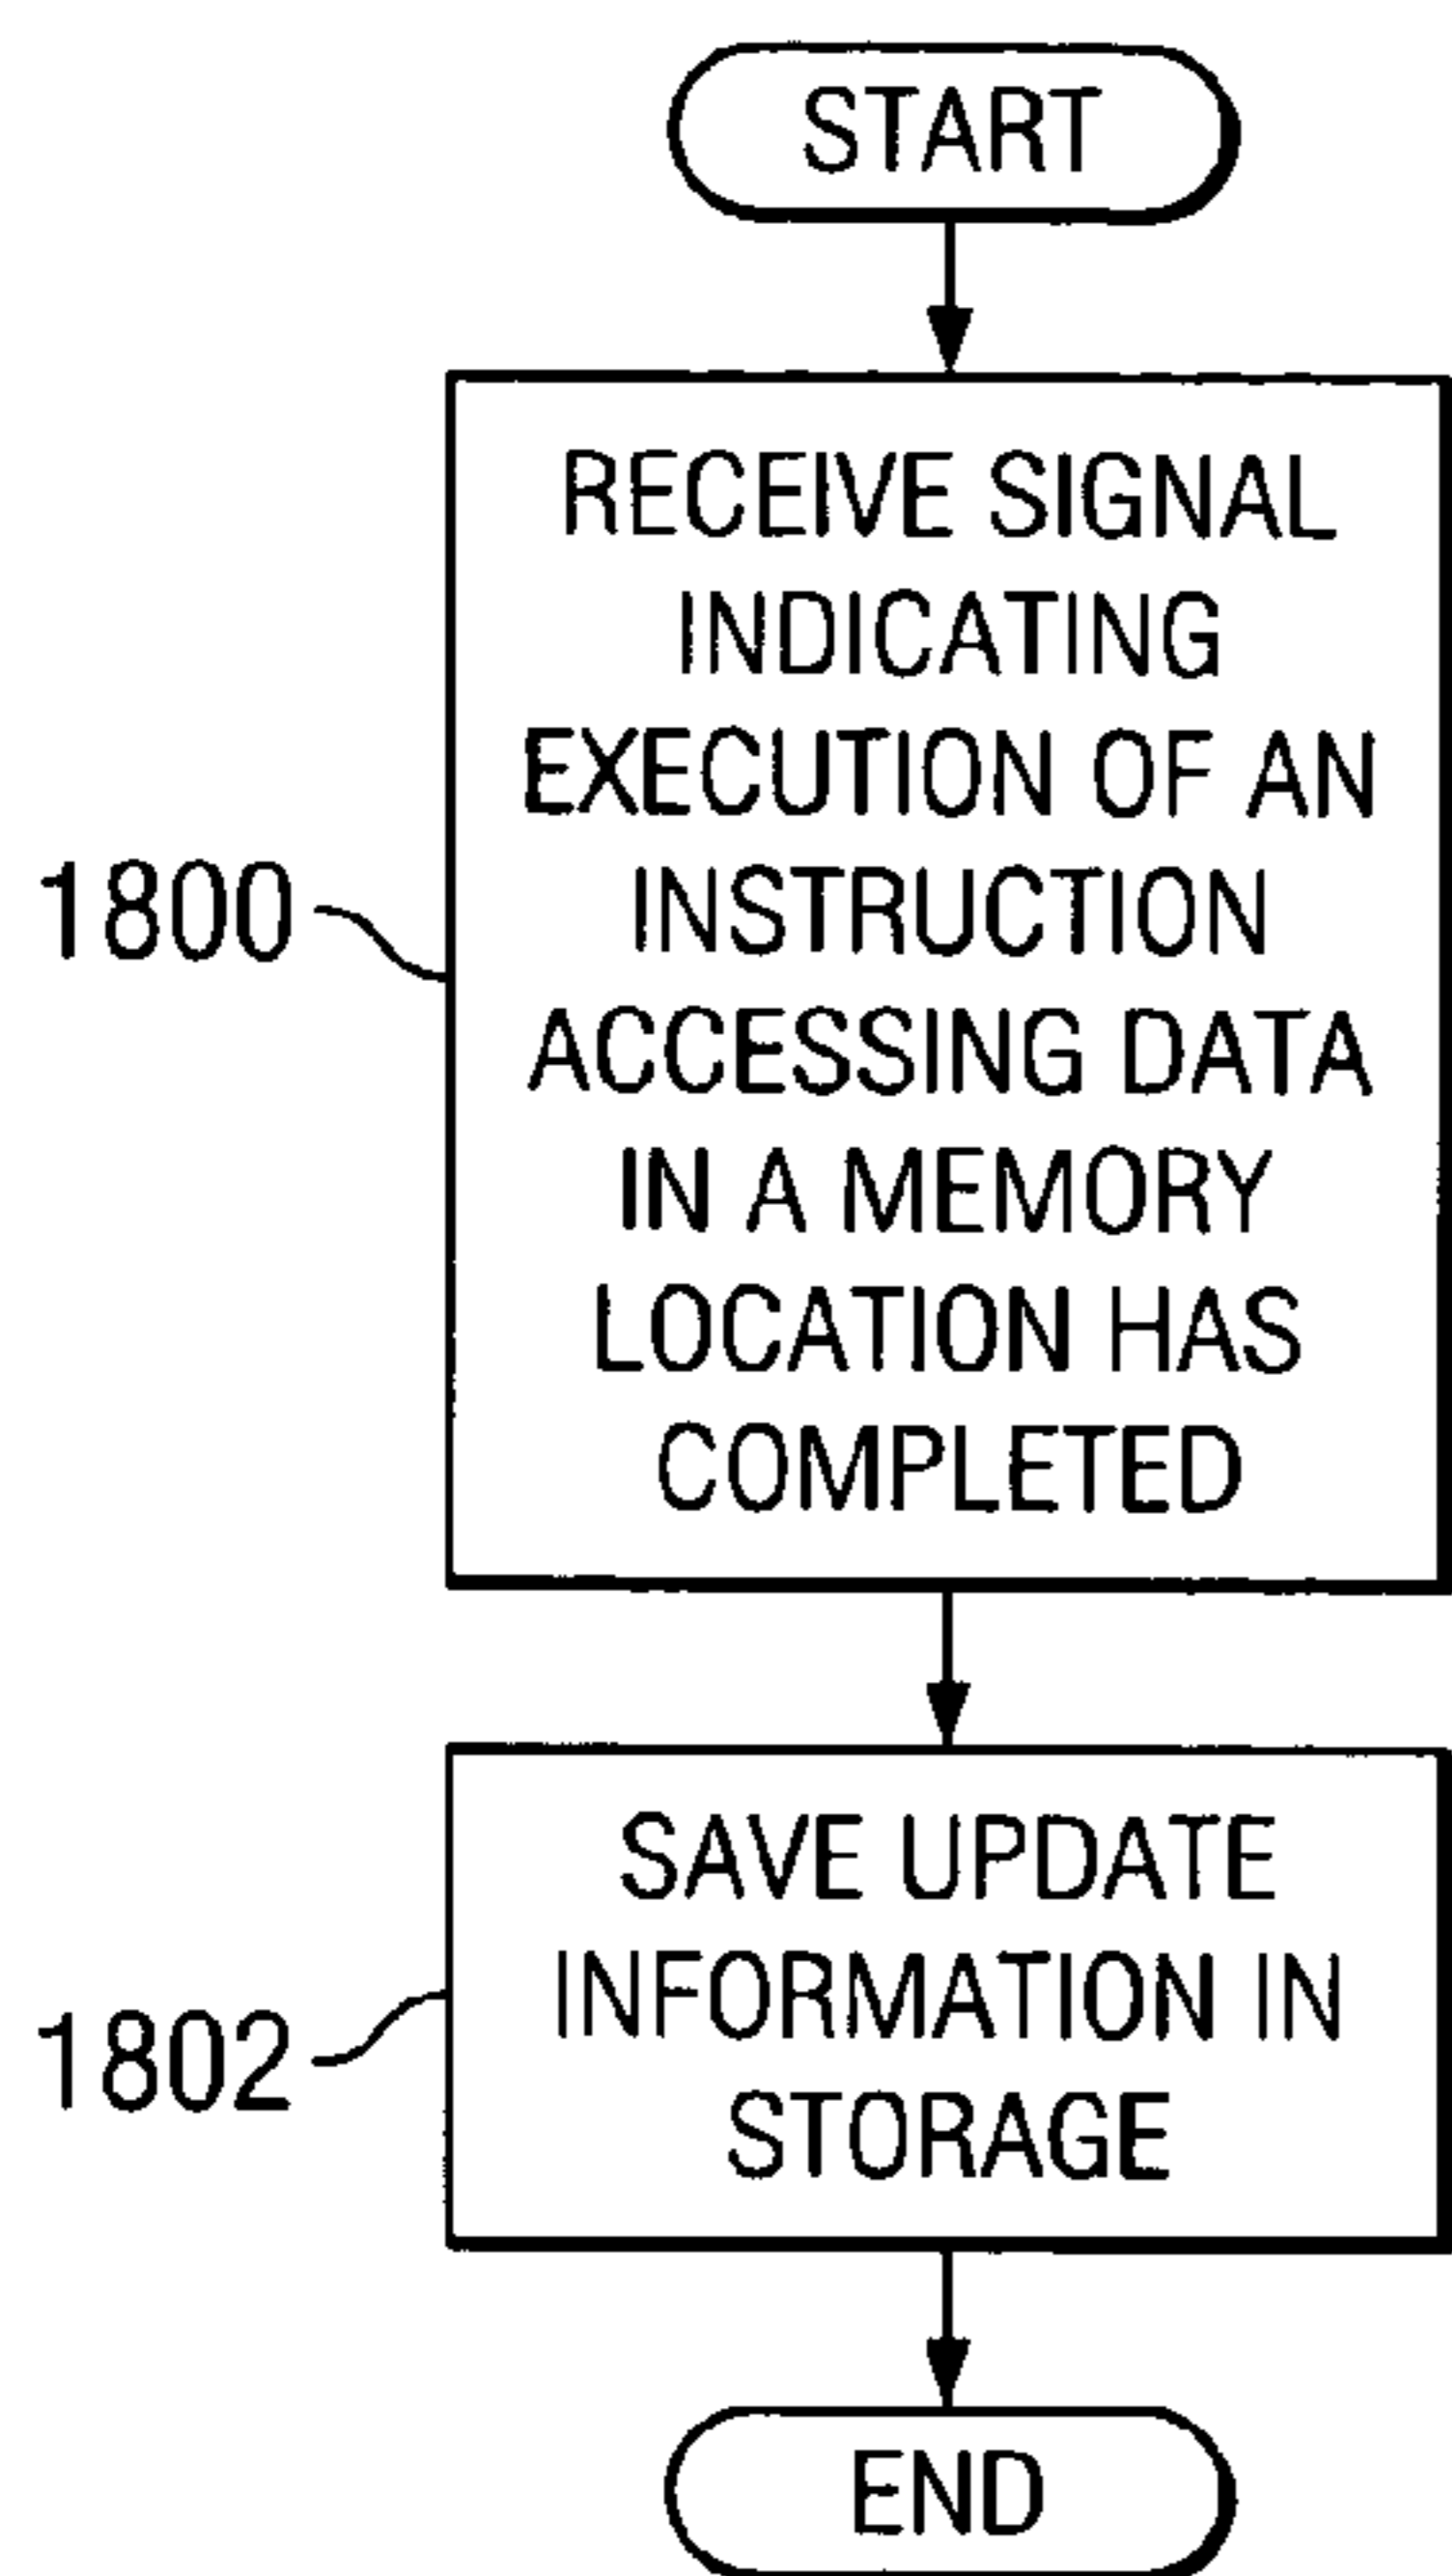 START
RECEIVE SIGNAL
INDICATING
EXECUTION OF AN
INSTRUCTION
ACCESSING DATA
IN A MEMORY
LOCATION HAS
COMPLETED
1800
SAVE UPDATE
INFORMATION IN
STORAGE
1802
END